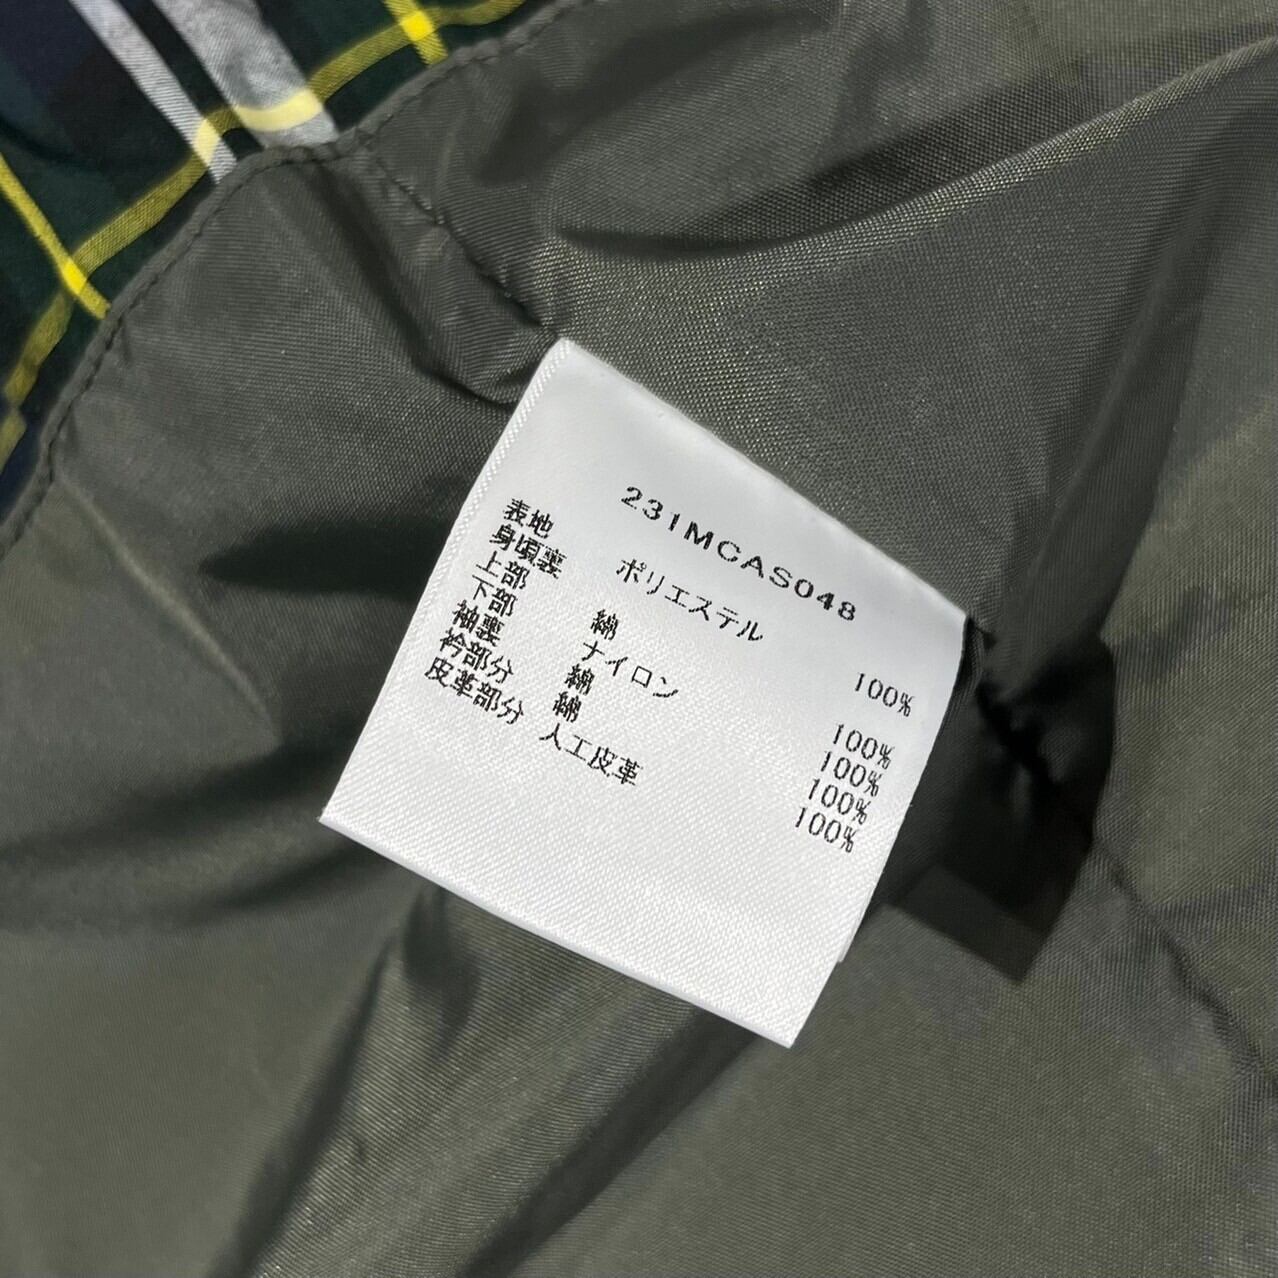 231MCAS048
表地 ポリエステル 100%
身頃裏
上部 綿 100%
下部 ナイロン 100%
袖裏 綿 100%
衿部分 綿 100%
皮革部分 人工皮革